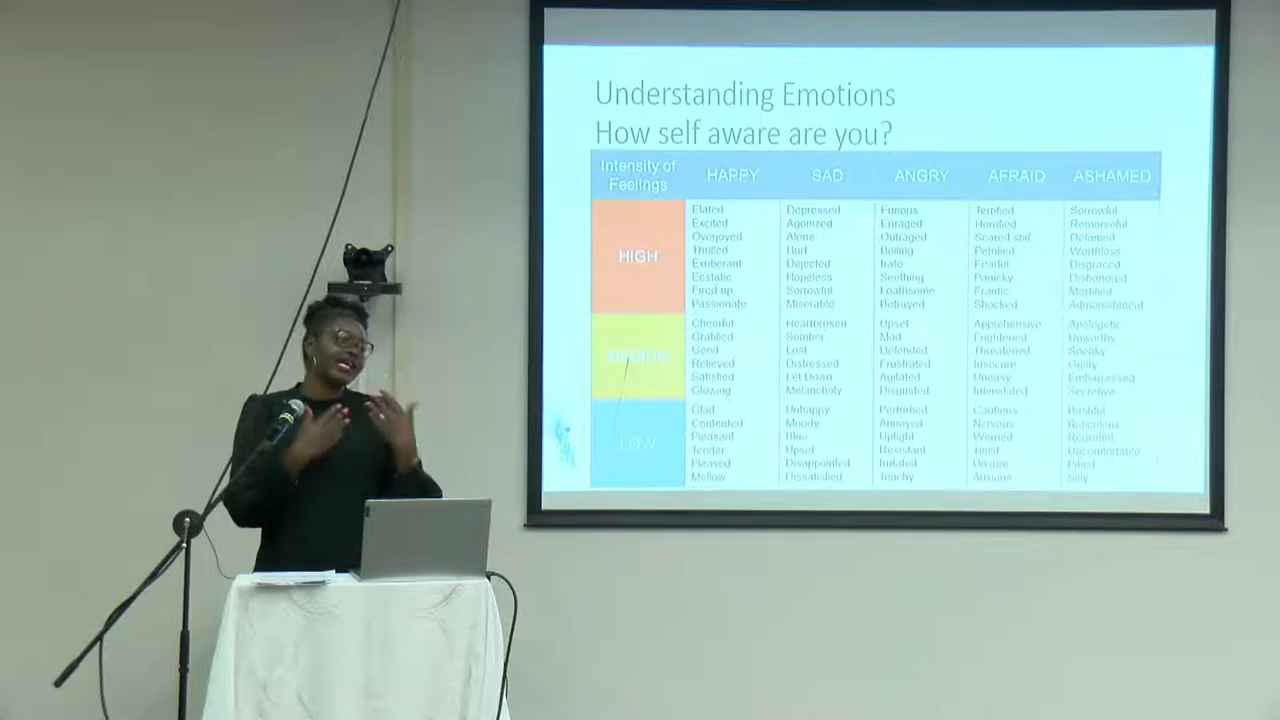 Understanding Emotions
How self aware are you?
Intensity of Feelings HAPPY SAD ANGRY AFRAID ASHAMED
HIGH
Elated Depressed Furious Terrified Sorrowful
Excited Agonized Enraged Horrified Remorseful
Overjoyed Alone Outraged Scared stiff Defamed
Thrilled Hurt Boiling Petrified Worthless
Exuberant Dejected Irate Fearful Disgraced
Ecstatic Hopeless Seething Panicky Dishonored
Fired up Sorrowful Loathsome Frantic Mortified
Passionate Miserable Betrayed Shocked Admonished
MEDIUM
Cheerful Heartbroken Upset Apprehensive Apologetic
Gratified Somber Mad Frightened Unworthy
Good Lost Defended Threatened Sneaky
Relieved Distressed Frustrated Insecure Guilty
Satisfied Let Down Agitated Uneasy Embarrassed
Glowing Melancholy Disgusted Intimidated Secretive
LOW
Glad Unhappy Perturbed Cautious Bashful
Contented Moody Annoyed Nervous Ridiculous
Pleasant Blue Uptight Worried
Tender Upset Resistant Timid Uncomfortable
Pleased Disappointed Irritated Unsure Pitied
Mellow Dissatisfied Touchy Anxious Silly